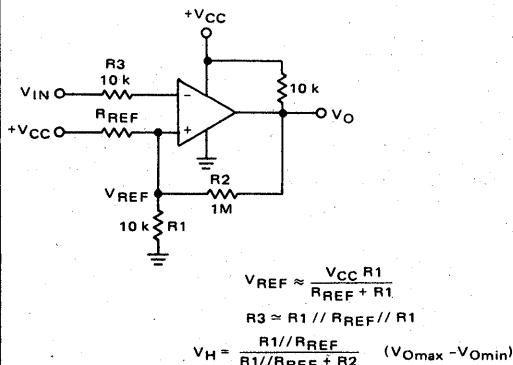 +VCC
R3
10 k
10 k
VIN
−
VO
RREF
+VCC
+
R2
VREF
1M
10 k R1
VREF ≈ VCC R1 / RREF + R1
R3 ≃ R1 // RREF // R1
VH = R1//RREF / R1//RREF + R2 (VOmax -VOmin)